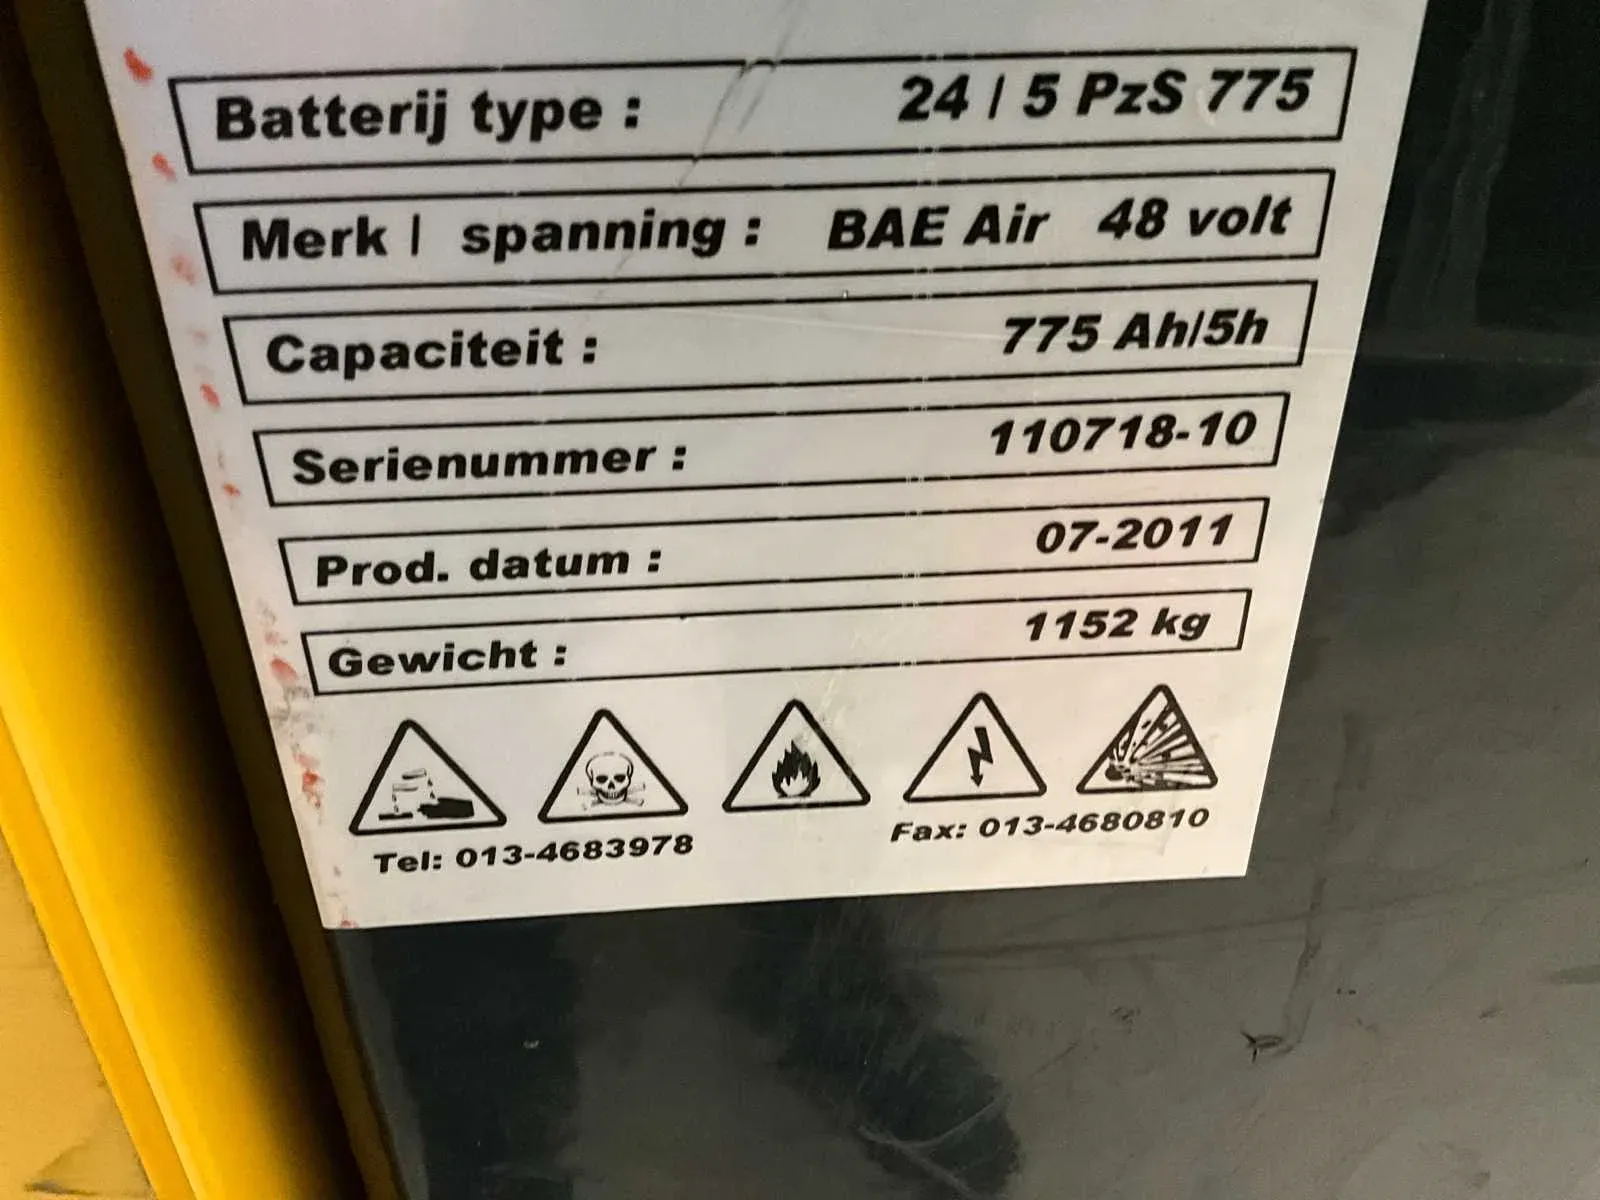 Batterij type : 24 / 5 PzS 775
Merk / spanning : BAE Air 48 volt
Capaciteit : 775 Ah/5h
Serienummer : 110718-10
Prod. datum : 07-2011
Gewicht : 1152 kg
Tel: 013-4683978 Fax: 013-4680810